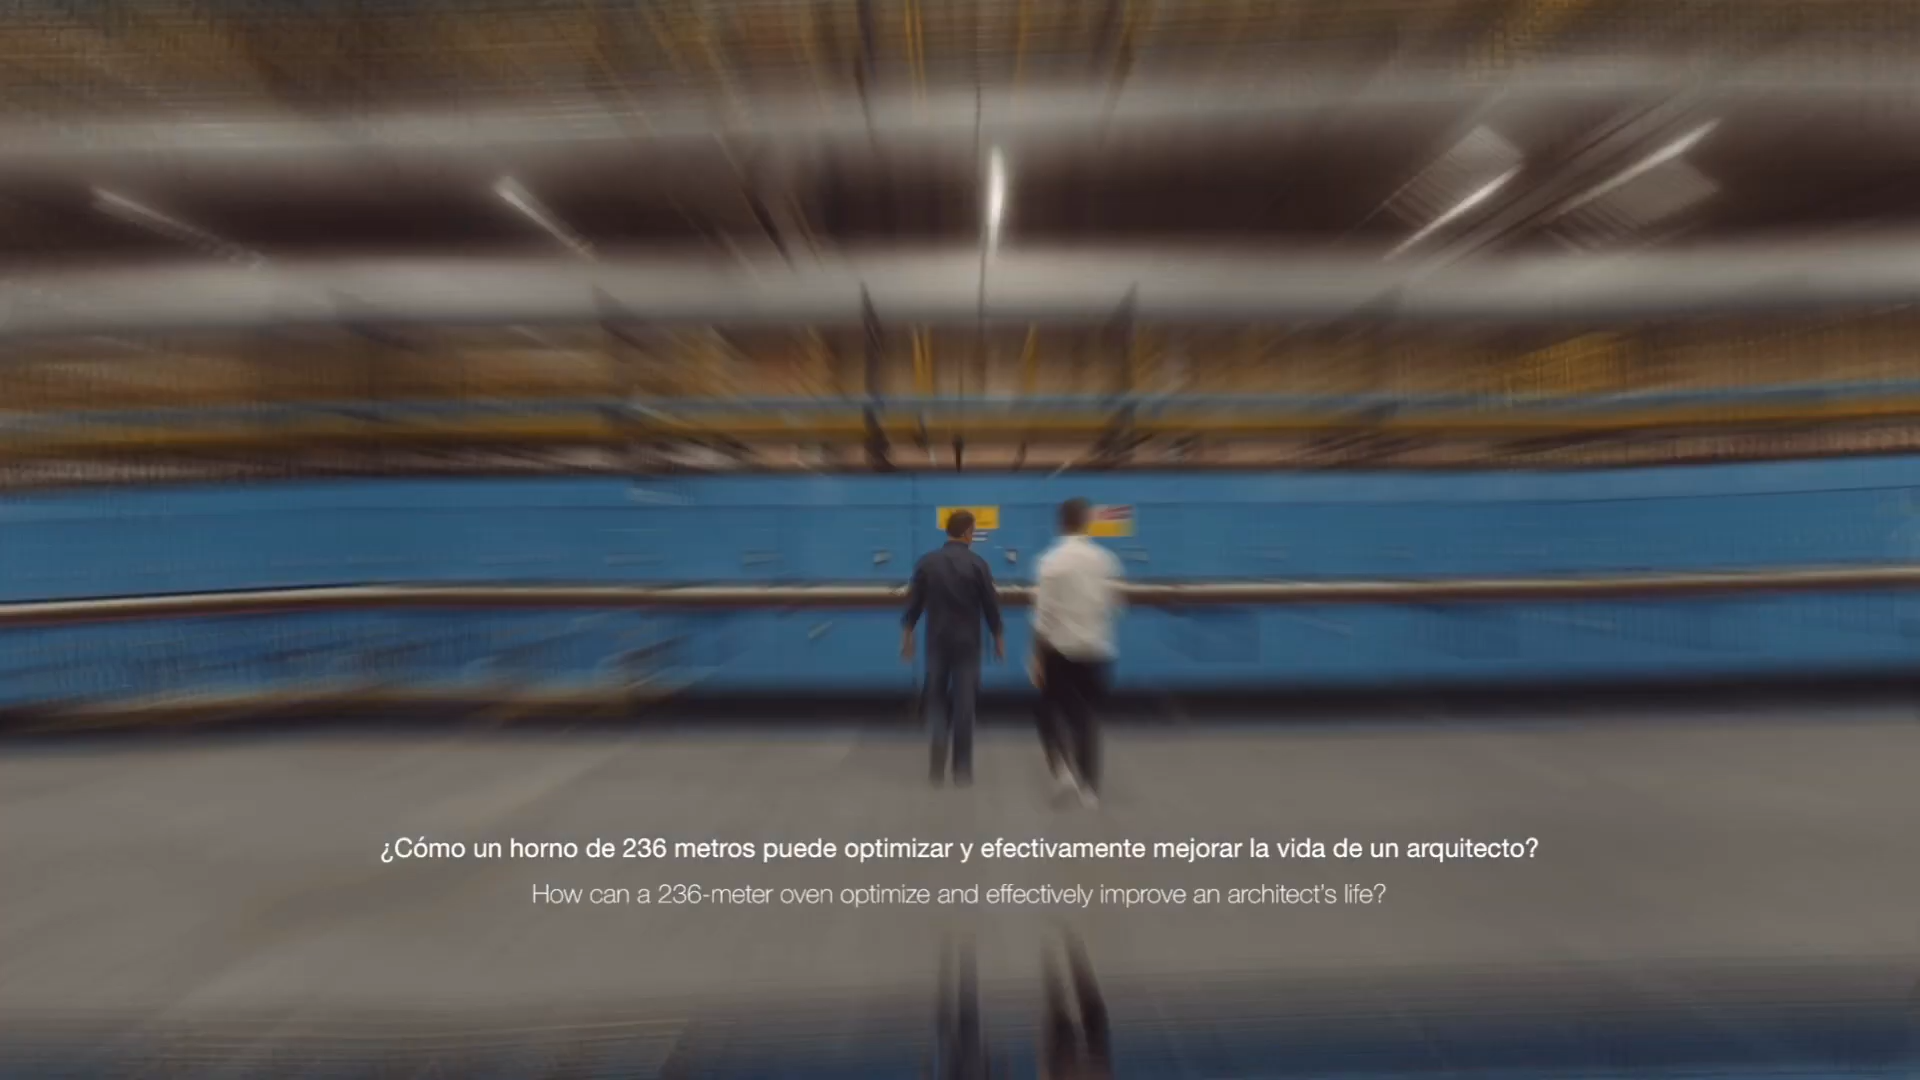 ¿Cómo un horno de 236 metros puede optimizar y efectivamente mejorar la vida de un arquitecto?
How can a 236-meter oven optimize and effectively improve an architect's life?